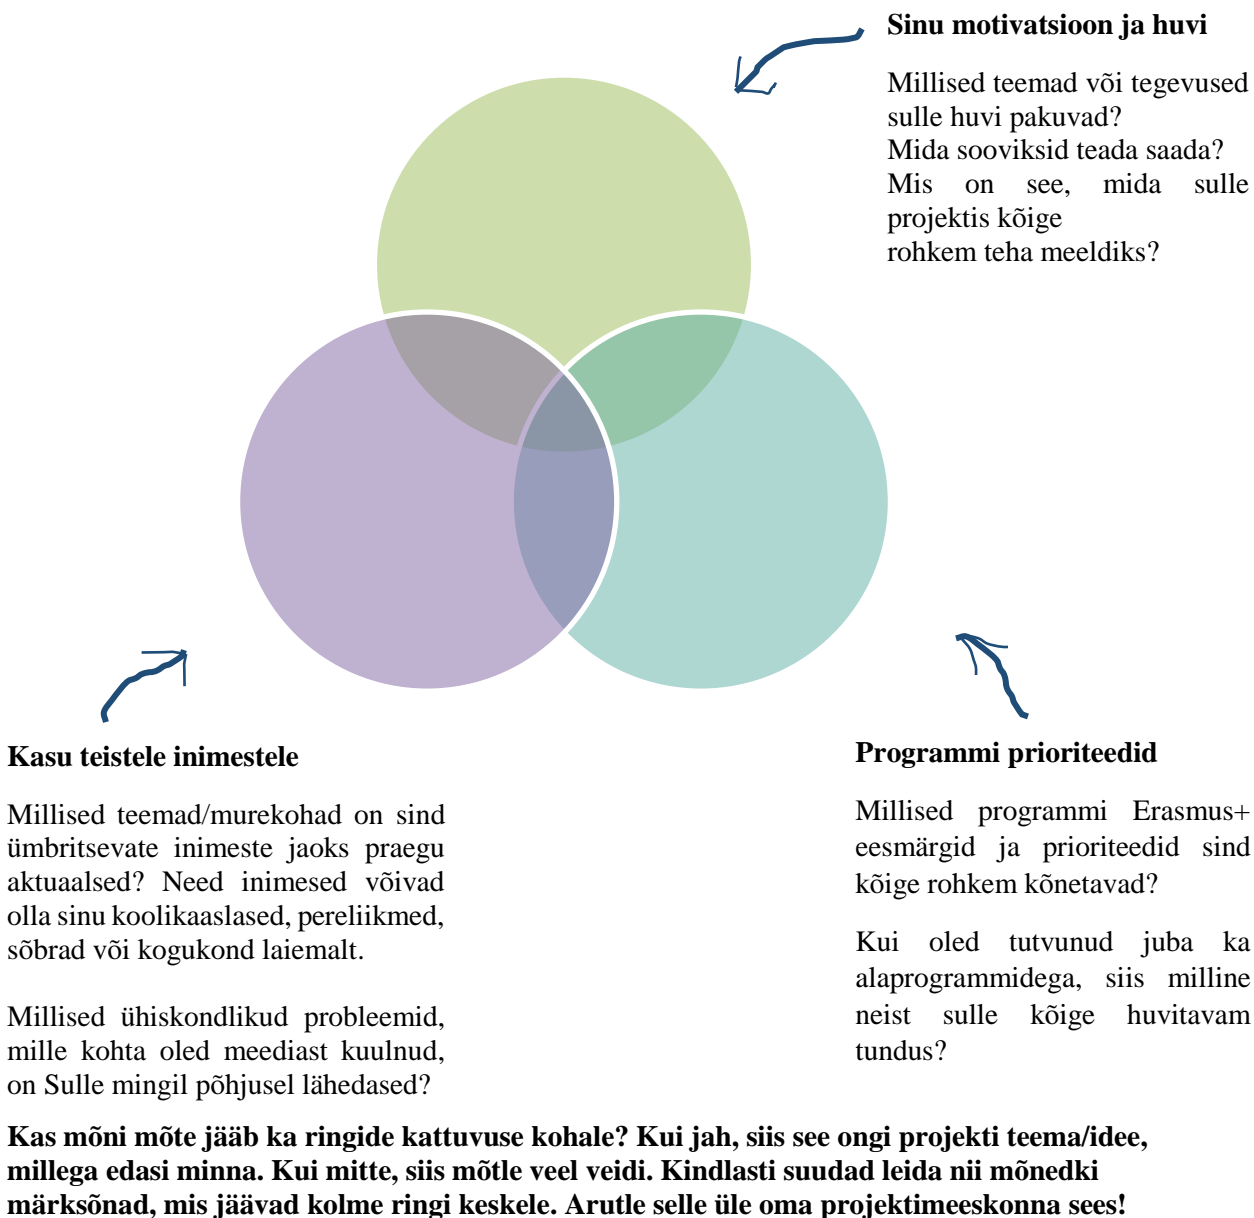 Sinu motivatsioon ja huvi
Millised teemad või tegevused
sulle huvi pakuvad?
Mida sooviksid teada saada?
Mis on see, mida sulle
projektis kõige
rohkem teha meeldiks?
Kasu teistele inimestele
Millised teemad/murekohad on sind
ümbritsevate inimeste jaoks praegu
aktuaalsed? Need inimesed võivad
olla sinu koolikaaslased, pereliikmed,
sõbrad või kogukond laiemalt.
Millised ühiskondlikud probleemid,
mille kohta oled meediast kuulnud,
on Sulle mingil põhjusel lähedased?
Programmi prioriteedid
Millised programmi Erasmus+
eesmärgid ja prioriteedid sind
kõige rohkem kõnetavad?
Kui oled tutvunud juba ka
alaprogrammidega, siis milline
neist sulle kõige huvitavam
tundus?
Kas mõni mõte jääb ka ringide kattuvuse kohale? Kui jah, siis see ongi projekti teema/idee,
millega edasi minna. Kui mitte, siis mõtle veel veidi. Kindlasti suudad leida nii mõnedki
märksõnad, mis jäävad kolme ringi keskele. Arutle selle üle oma projektimeeskonna sees!